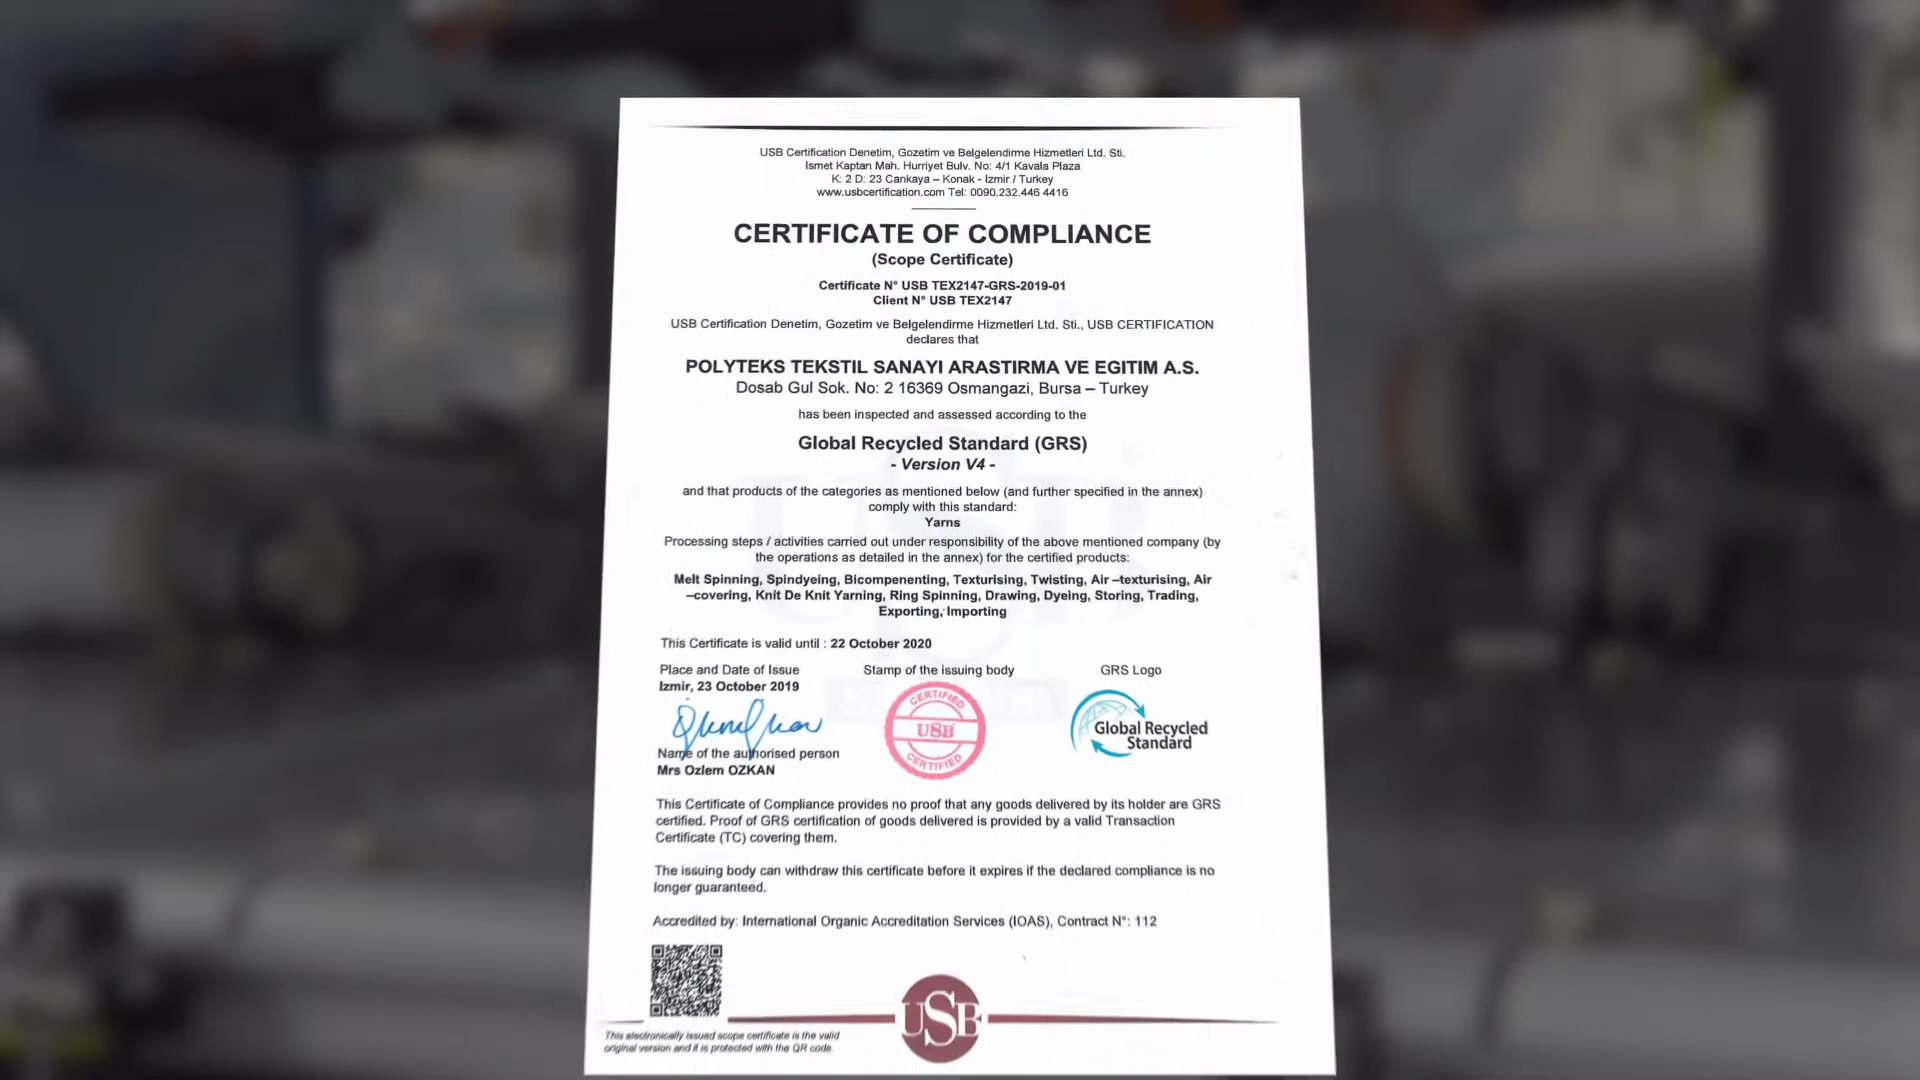 USB Certification Denetim, Gozetim ve Belgelendirme Hizmetleri Ltd. Sti.
Ismet Kaptan Mah. Hurriyet Bulv. No: 4/1 Kavala Plaza
K: 2 D: 23 Cankaya – Konak - Izmir / Turkey
www.usbcertification.com Tel: 0090.232.446 4416
CERTIFICATE OF COMPLIANCE
(Scope Certificate)
Certificate N° USB TEX2147-GRS-2019-01
Client N° USB TEX2147
USB Certification Denetim, Gozetim ve Belgelendirme Hizmetleri Ltd. Sti., USB CERTIFICATION
declares that
POLYTEKS TEKSTIL SANAYI ARASTIRMA VE EGITIM A.S.
Dosab Gul Sok. No: 2 16369 Osmangazi, Bursa – Turkey
has been inspected and assessed according to the
Global Recycled Standard (GRS)
- Version V4 -
and that products of the categories as mentioned below (and further specified in the annex)
comply with this standard:
Yarns
Processing steps / activities carried out under responsibility of the above mentioned company (by
the operations as detailed in the annex) for the certified products:
Melt Spinning, Spindyeing, Bicompenenting, Texturising, Twisting, Air –texturising, Air
–covering, Knit De Knit Yarning, Ring Spinning, Drawing, Dyeing, Storing, Trading,
Exporting, Importing
This Certificate is valid until : 22 October 2020
Place and Date of Issue Stamp of the issuing body GRS Logo
Izmir, 23 October 2019
CERTIFIED
USB
CERTIFIED
Global Recycled
Standard
Name of the authorised person
Mrs Ozlem OZKAN
This Certificate of Compliance provides no proof that any goods delivered by its holder are GRS
certified. Proof of GRS certification of goods delivered is provided by a valid Transaction
Certificate (TC) covering them.
The issuing body can withdraw this certificate before it expires if the declared compliance is no
longer guaranteed.
Accredited by: International Organic Accreditation Services (IOAS), Contract N°: 112
USB
This electronically issued scope certificate is the valid
original version and it is protected with the QR code.